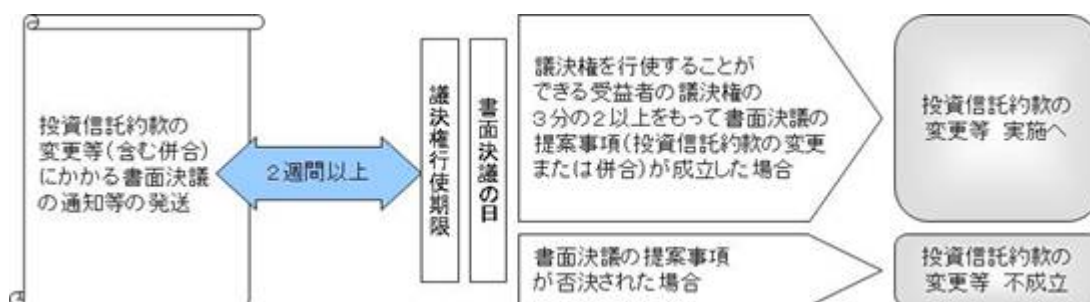 投資信託約款の
変更等(含む併合)
にかかる書面決議
の通知等の発送
2週間以上
議決権行使期限
書面決議の日
議決権を行使することが
できる受益者の議決権の
3分の2以上をもって書面決議の
提案事項(投資信託約款の変更
または併合)が成立した場合
投資信託約款の
変更等 実施へ
書面決議の提案事項
が否決された場合
投資信託約款の
変更等 不成立